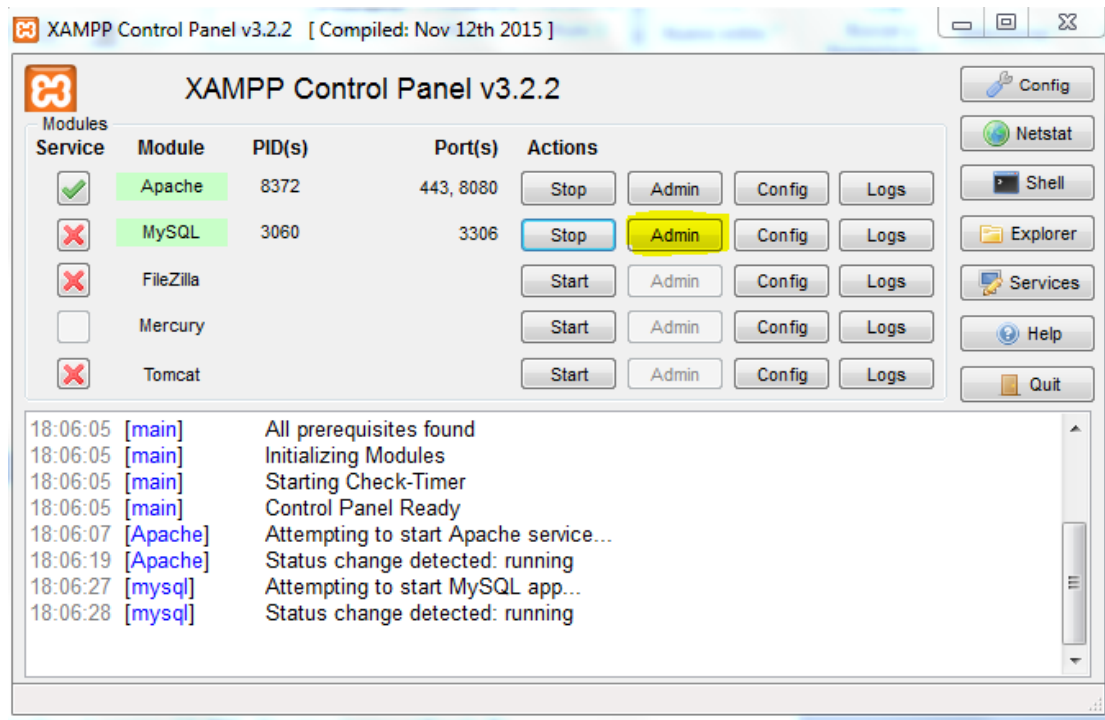 XAMPP Control Panel v3.2.2 [ Compiled: Nov 12th 2015 ]
XAMPP Control Panel v3.2.2
Config
Modules
Service Module PID(s) Port(s) Actions
Netstat
Apache 8372 443, 8080 Stop Admin Config Logs
Shell
MySQL 3060 3306 Stop Admin Config Logs
Explorer
FileZilla Start Admin Config Logs
Services
Mercury Start Admin Config Logs
Help
Tomcat Start Admin Config Logs
Quit
18:06:05 [main] All prerequisites found
18:06:05 [main] Initializing Modules
18:06:05 [main] Starting Check-Timer
18:06:05 [main] Control Panel Ready
18:06:07 [Apache] Attempting to start Apache service...
18:06:19 [Apache] Status change detected: running
18:06:27 [mysql] Attempting to start MySQL app...
18:06:28 [mysql] Status change detected: running